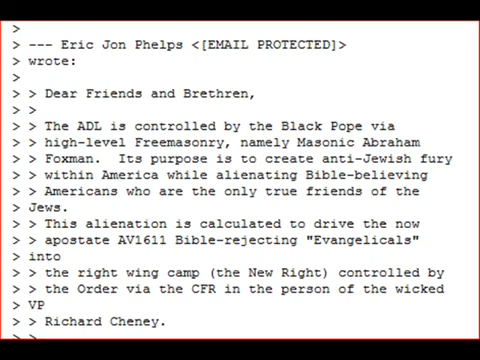 >
> --- Eric Jon Phelps <[EMAIL PROTECTED]>
> wrote:
>
> > Dear Friends and Brethren,
> >
> > The ADL is controlled by the Black Pope via
> > high-level Freemasonry, namely Masonic Abraham
> > Foxman.  Its purpose is to create anti-Jewish fury
> > within America while alienating Bible-believing
> > Americans who are the only true friends of the
> Jews.
> > This alienation is calculated to drive the now
> > apostate AV1611 Bible-rejecting "Evangelicals"
> into
> > the right wing camp (the New Right) controlled by
> > the Order via the CFR in the person of the wicked
> VP
> > Richard Cheney.
> >